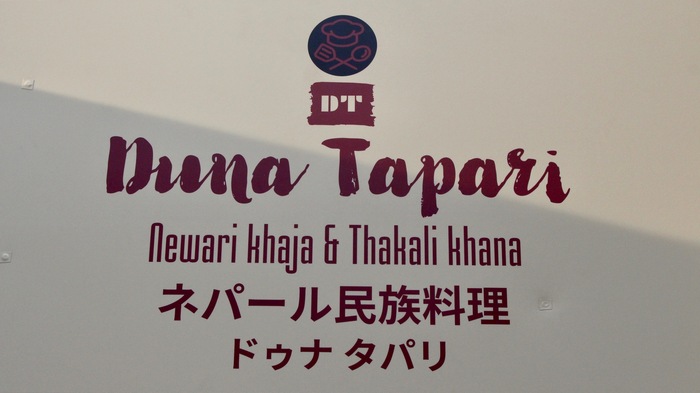 DT
Duna Tapari
Newari khaja & Thakali khana
ネパール民族料理
ドゥナ タパリ